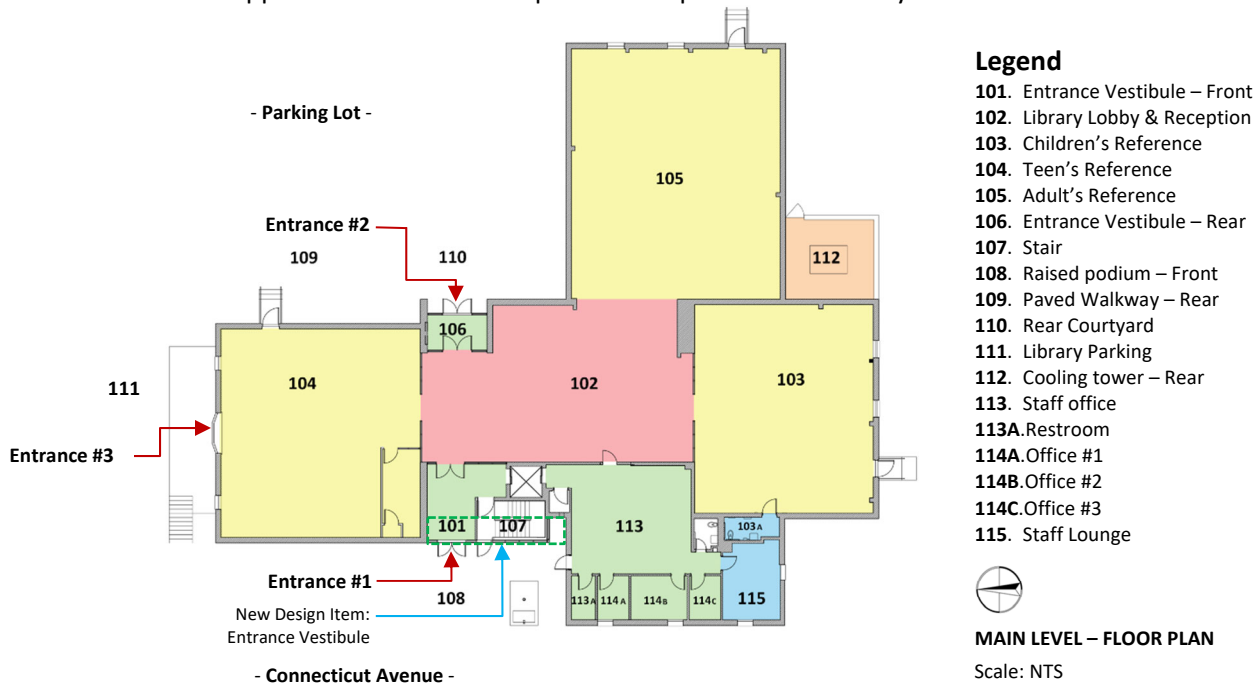 - Parking Lot -
105
Entrance #2
109
110
112
106
104
102
103
111
Entrance #3
101
107
113
103 A
Entrance #1
108
113 A
114 A
114B
114C
115
New Design Item:
Entrance Vestibule
- Connecticut Avenue -
Legend
101. Entrance Vestibule – Front
102. Library Lobby & Reception
103. Children's Reference
104. Teen's Reference
105. Adult's Reference
106. Entrance Vestibule – Rear
107. Stair
108. Raised podium – Front
109. Paved Walkway – Rear
110. Rear Courtyard
111. Library Parking
112. Cooling tower – Rear
113. Staff office
113A.Restroom
114A.Office #1
114B.Office #2
114C.Office #3
115. Staff Lounge
MAIN LEVEL – FLOOR PLAN
Scale: NTS